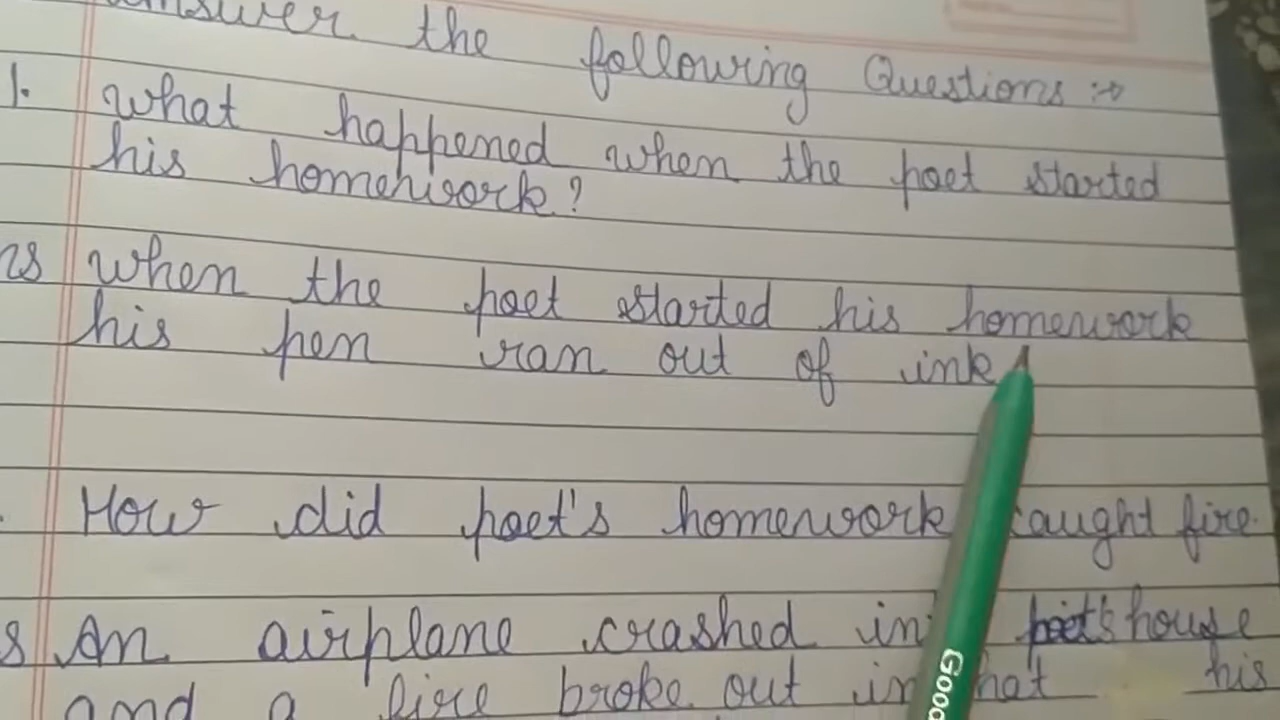 Answer the following Questions :→
1. what happened when the poet started
his homework?
ns when the poet started his homework
his pen ran out of ink
. How did poet's homework caught fire.
s An airplane crashed in poet's house
and a fire broke out in that his
Good